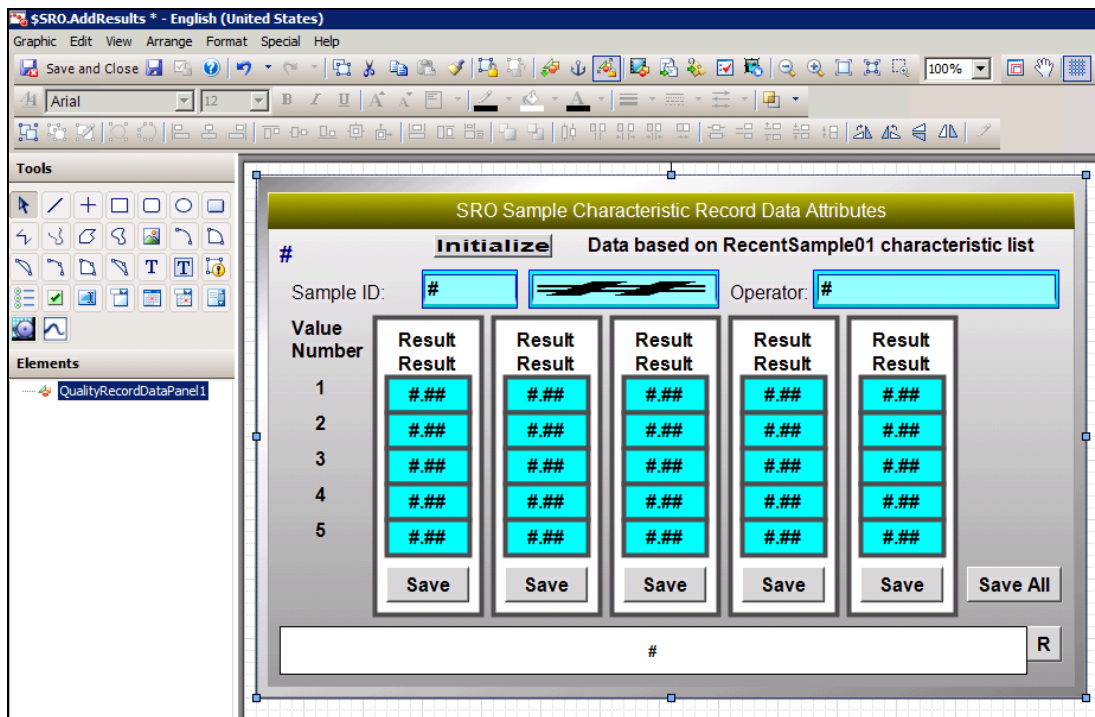 $SRO.AddResults * - English (United States)
Graphic Edit View Arrange Format Special Help
Save and Close 100%
Arial 12 B I U A A A
Tools
T T
Elements
QualityRecordDataPanel1
SRO Sample Characteristic Record Data Attributes
# Initialize Data based on RecentSample01 characteristic list
Sample ID: # Operator: #
Value
Number
Result Result Result Result Result
Result Result Result Result Result
1 #.## #.## #.## #.## #.##
2 #.## #.## #.## #.## #.##
3 #.## #.## #.## #.## #.##
4 #.## #.## #.## #.## #.##
5 #.## #.## #.## #.## #.##
Save Save Save Save Save Save All
# R